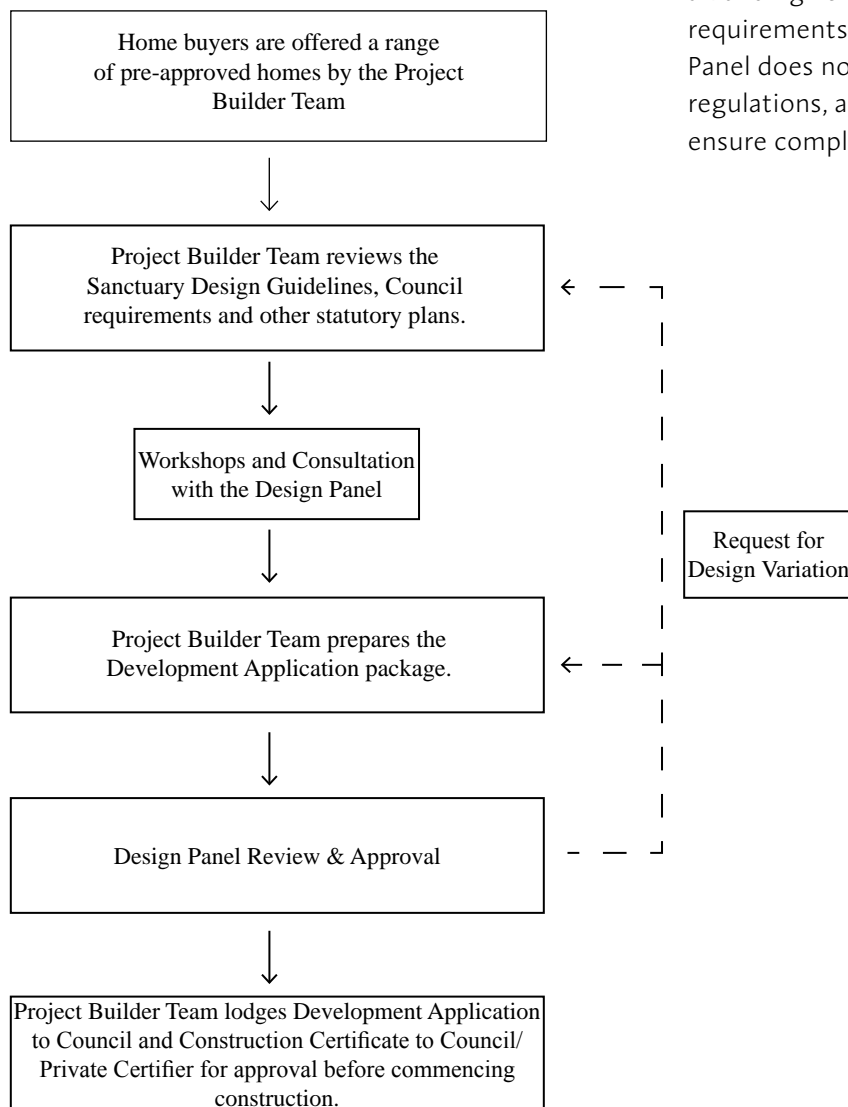 Home buyers are offered a range
of pre-approved homes by the Project
Builder Team
requirements
Panel does no
regulations, a
ensure compl
Project Builder Team reviews the
Sanctuary Design Guidelines, Council
requirements and other statutory plans.
Workshops and Consultation
with the Design Panel
Request for
Design Variation
Project Builder Team prepares the
Development Application package.
Design Panel Review & Approval
Project Builder Team lodges Development Application
to Council and Construction Certificate to Council/
Private Certifier for approval before commencing
construction.